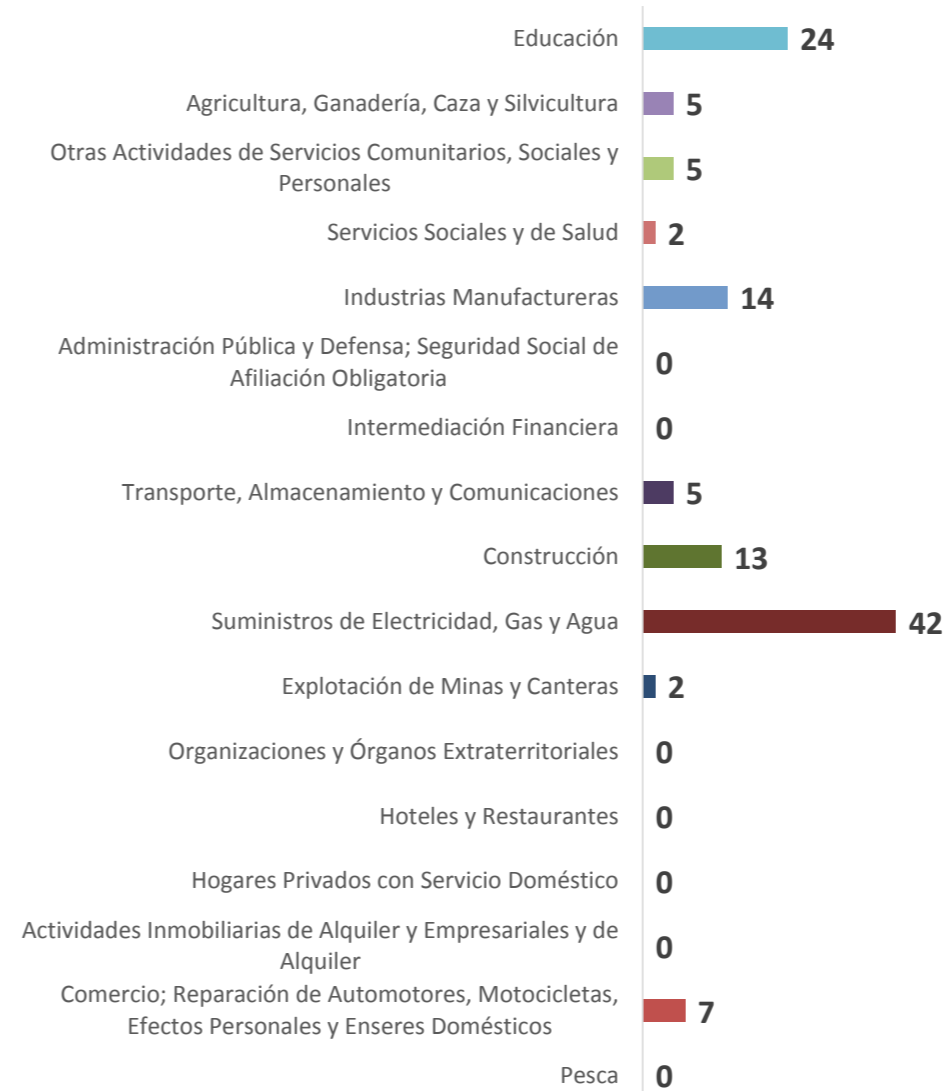 Educación 24
Agricultura, Ganadería, Caza y Silvicultura 5
Otras Actividades de Servicios Comunitarios, Sociales y
Personales 5
Servicios Sociales y de Salud 2
Industrias Manufactureras 14
Administración Pública y Defensa; Seguridad Social de
Afiliación Obligatoria 0
Intermediación Financiera 0
Transporte, Almacenamiento y Comunicaciones 5
Construcción 13
Suministros de Electricidad, Gas y Agua 42
Explotación de Minas y Canteras 2
Organizaciones y Órganos Extraterritoriales 0
Hoteles y Restaurantes 0
Hogares Privados con Servicio Doméstico 0
Actividades Inmobiliarias de Alquiler y Empresariales y de
Alquiler 0
Comercio; Reparación de Automotores, Motocicletas,
Efectos Personales y Enseres Domésticos 7
Pesca 0